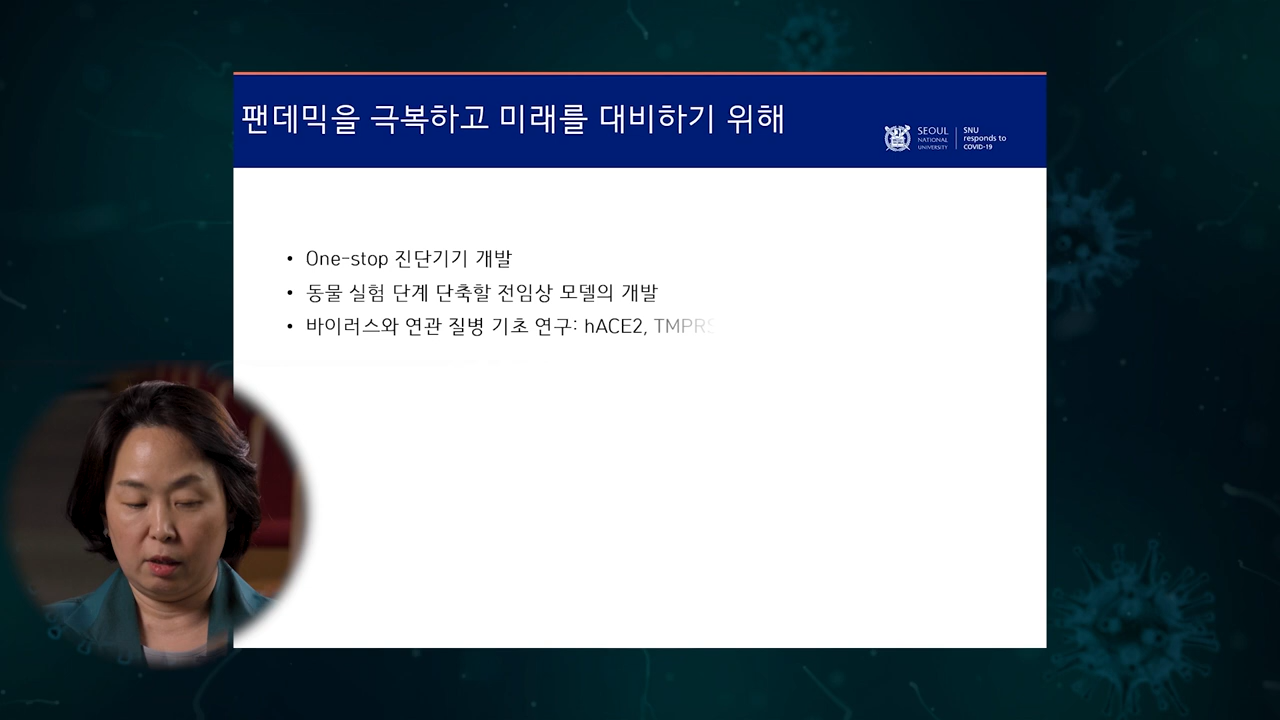 팬데믹을 극복하고 미래를 대비하기 위해
SEOUL
NATIONAL
UNIVERSITY
SNU
responds to
COVID-19
• One-stop 진단기기 개발
• 동물 실험 단계 단축할 전임상 모델의 개발
• 바이러스와 연관 질병 기초 연구: hACE2, TMPRS